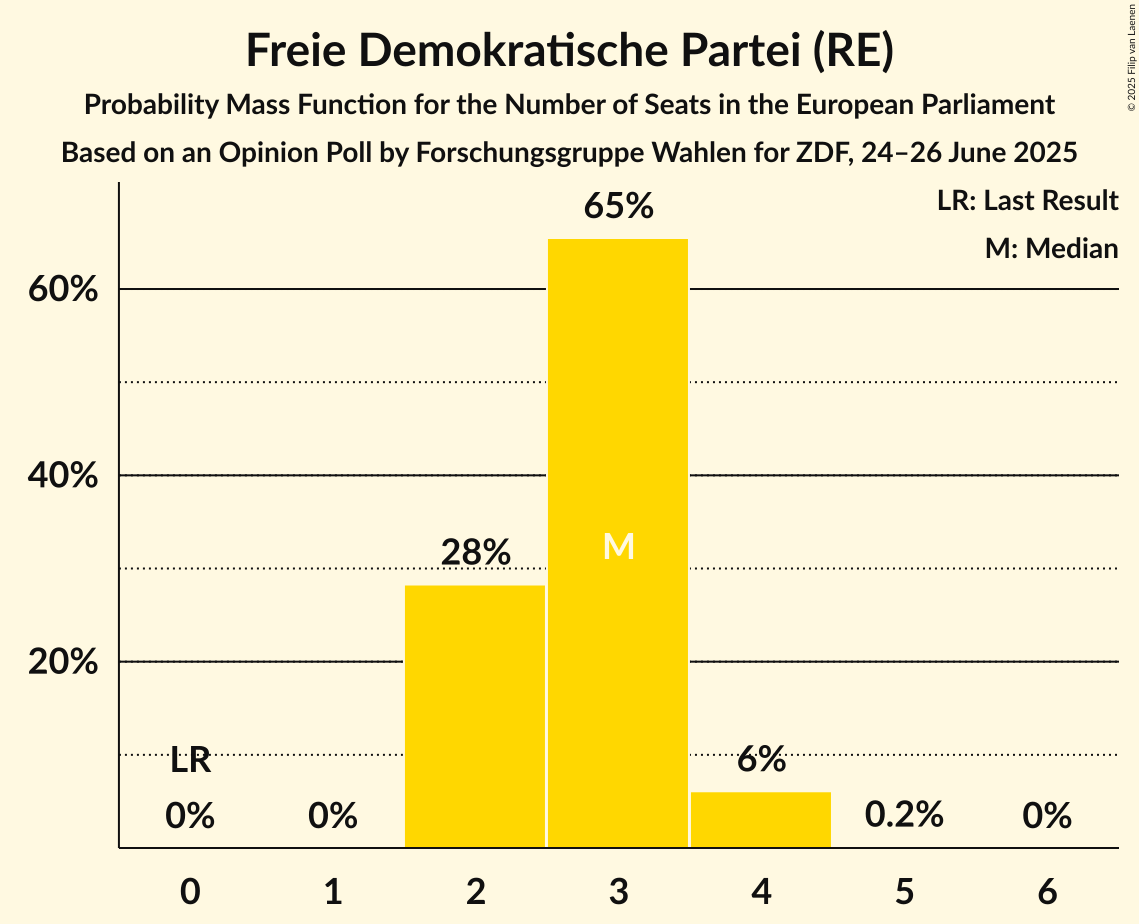 Freie Demokratische Partei (RE)
Probability Mass Function for the Number of Seats in the European Parliament
Based on an Opinion Poll by Forschungsgruppe Wahlen for ZDF, 24–26 June 2025
© 2025 Filip van Laenen
LR: Last Result
M: Median
65%
60%
40%
28%
M
20%
LR
6%
0%
0%
0.2%
0%
0
1
2
3
4
5
6